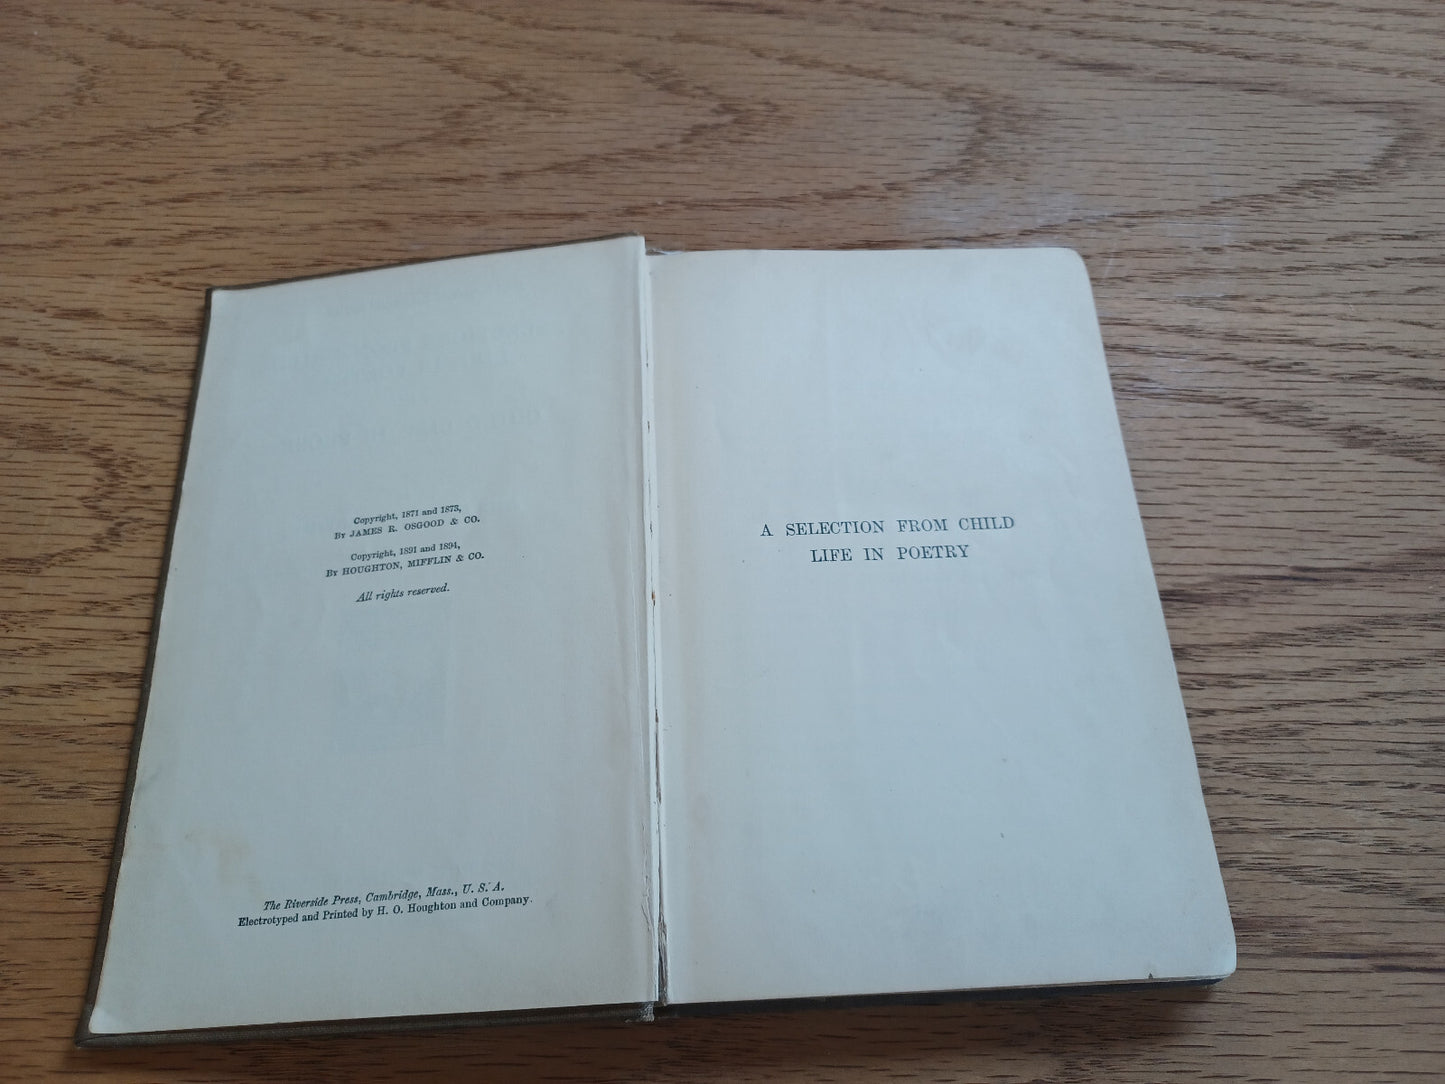 Copyright, 1871 and 1873,
By JAMES R. OSGOOD & CO.
Copyright, 1891 and 1894,
By HOUGHTON, MIFFLIN & CO.
All rights reserved.
The Riverside Press, Cambridge, Mass., U. S. A.
Electrotyped and Printed by H. O. Houghton and Company.
A SELECTION FROM CHILD
LIFE IN POETRY